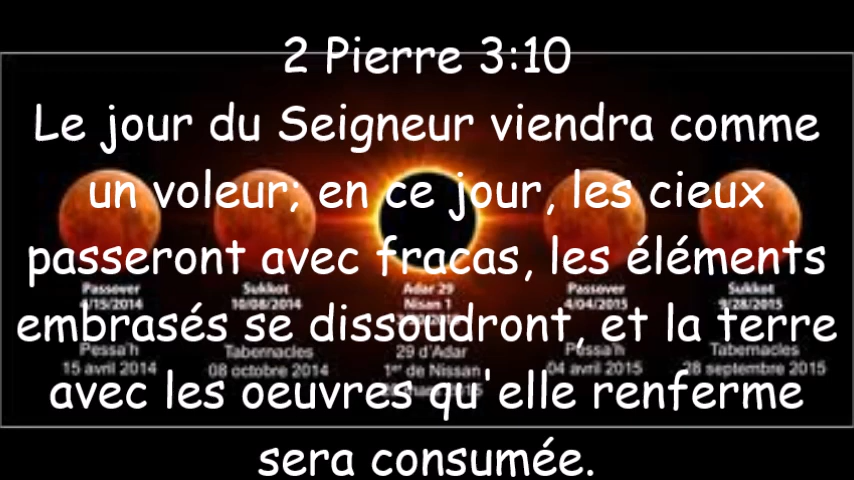 2 Pierre 3:10
Le jour du Seigneur viendra comme
un voleur; en ce jour, les cieux
passeront avec fracas, les éléments
embrasés se dissoudront, et la terre
avec les oeuvres qu'elle renferme
sera consumée.
Passover
4/15/2014
Pessa'h
15 avril 2014
Sukkot
10/08/2014
Tabernacles
08 octobre 2014
Adar 29
Nisan 1
29 d'Adar
1er de Nissan
Passover
4/04/2015
Pessa'h
04 avril 2015
Sukkot
9/28/2015
Tabernacles
28 septembre 2015